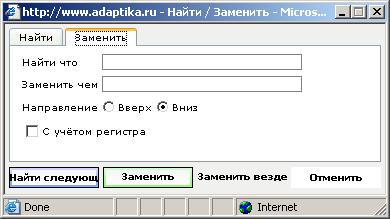 http://www.adaptika.ru - Найти / Заменить - Micros...
Найти Заменить
Найти что
Заменить чем
Направление Вверх Вниз
С учётом регистра
Найти следующ Заменить Заменить везде Отменить
Done Internet